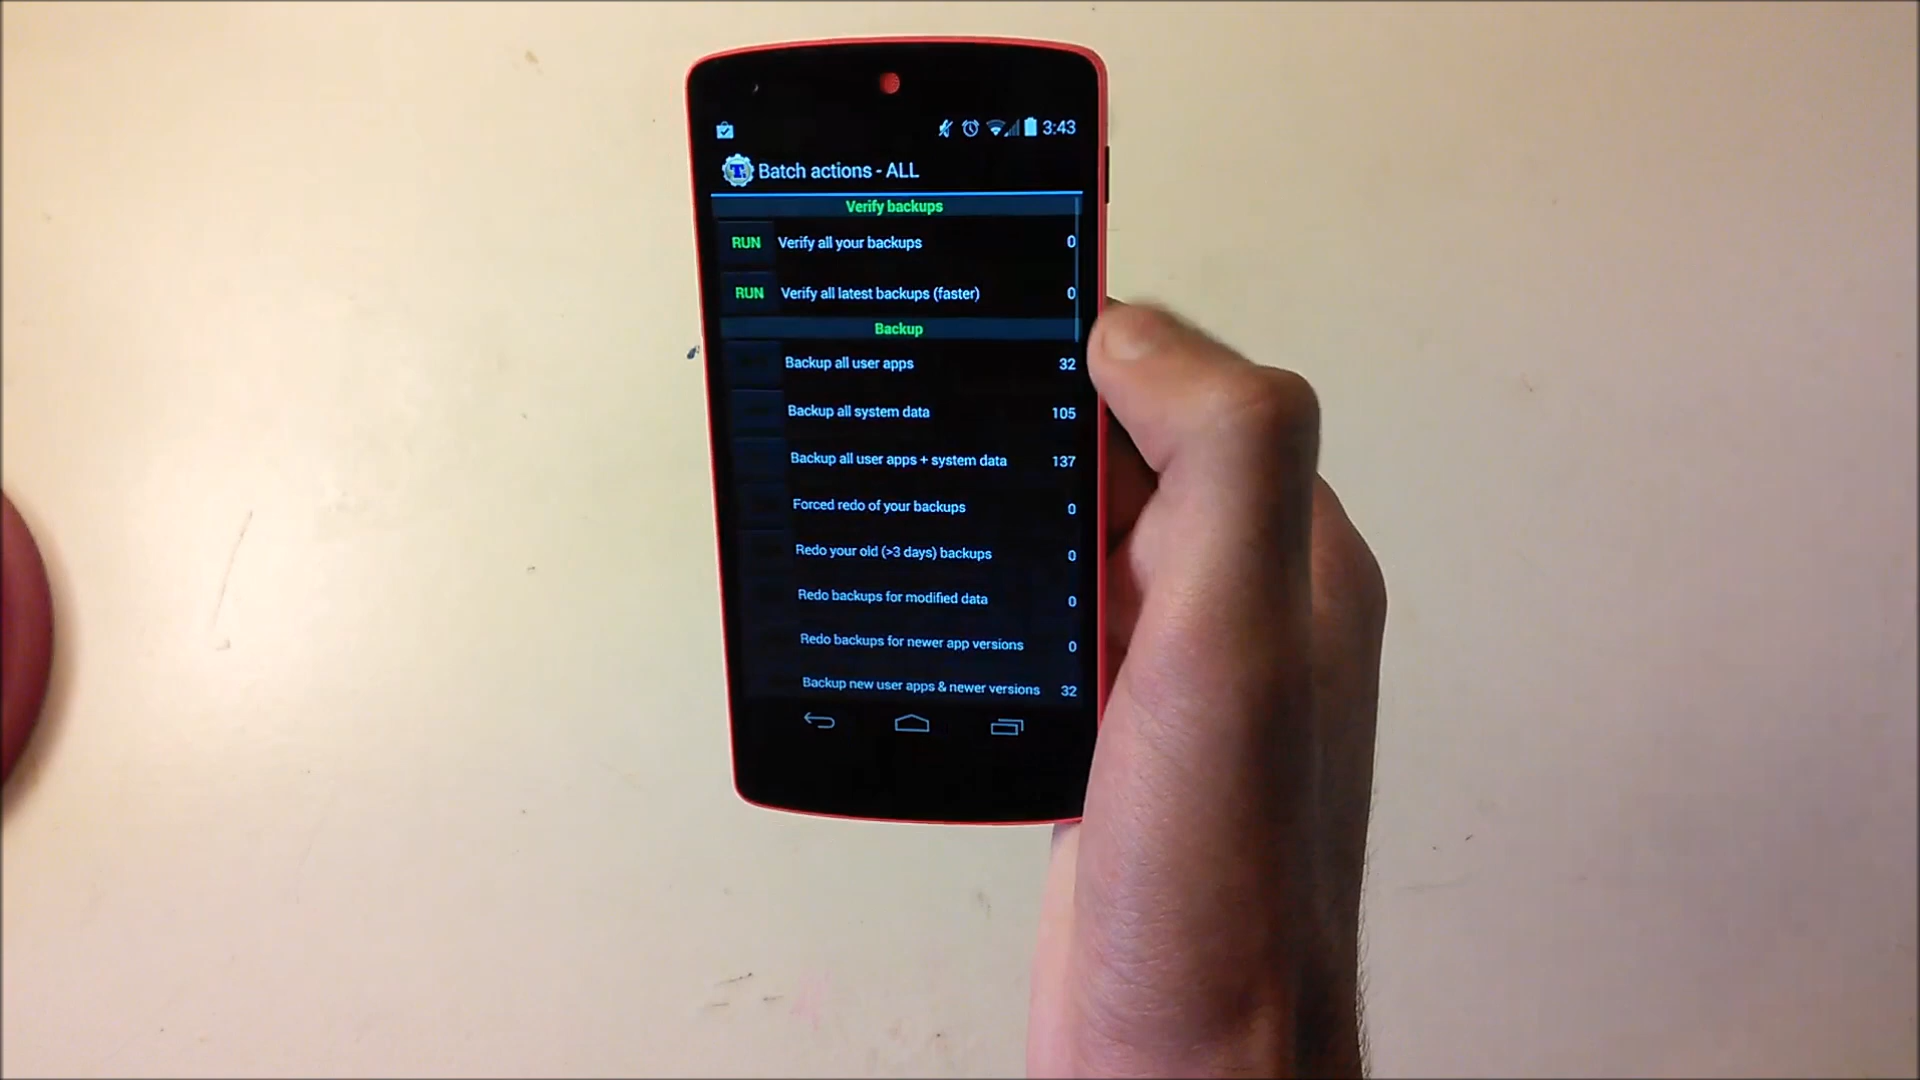 3:43
Batch actions - ALL
Verify backups
RUN Verify all your backups 0
RUN Verify all latest backups (faster) 0
Backup
Backup all user apps 32
Backup all system data 105
Backup all user apps + system data 137
Forced redo of your backups 0
Redo your old (>3 days) backups 0
Redo backups for modified data 0
Redo backups for newer app versions 0
Backup new user apps & newer versions 32